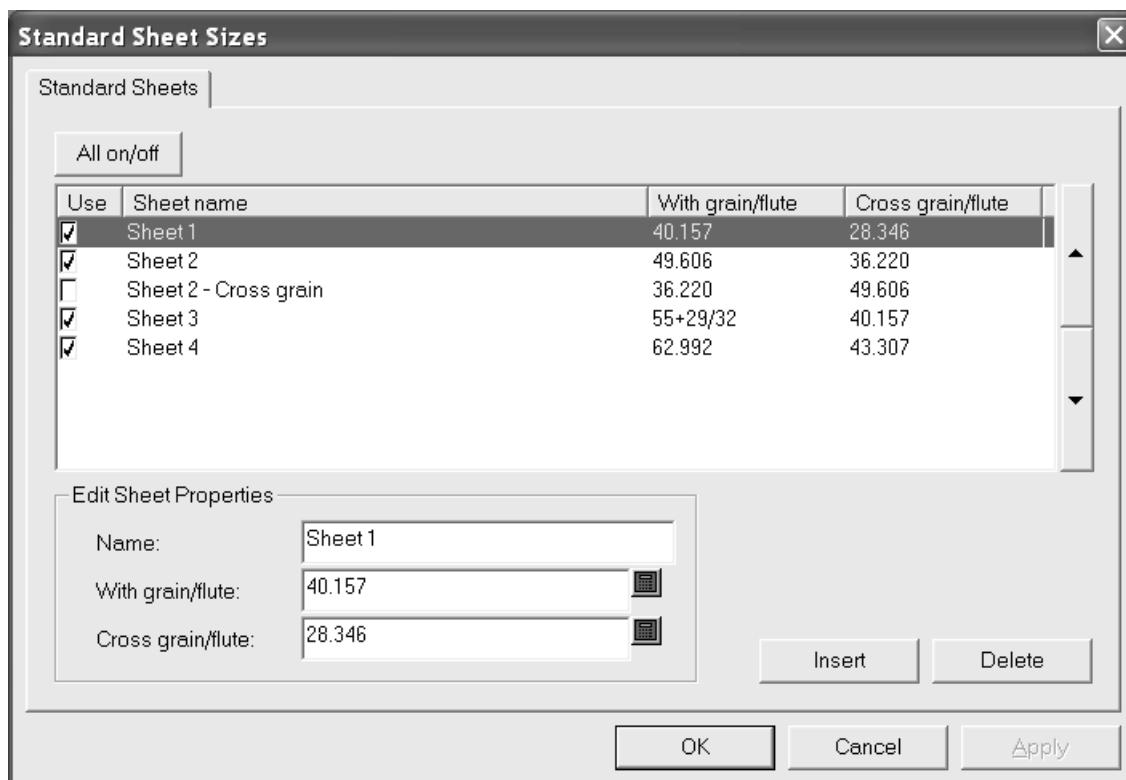 Standard Sheet Sizes
Standard Sheets
All on/off
Use Sheet name With grain/flute Cross grain/flute
Sheet 1 40.157 28.346
Sheet 2 49.606 36.220
Sheet 2 - Cross grain 36.220 49.606
Sheet 3 55+29/32 40.157
Sheet 4 62.992 43.307
Edit Sheet Properties
Name: Sheet 1
With grain/flute: 40.157
Cross grain/flute: 28.346
Insert Delete
OK Cancel Apply